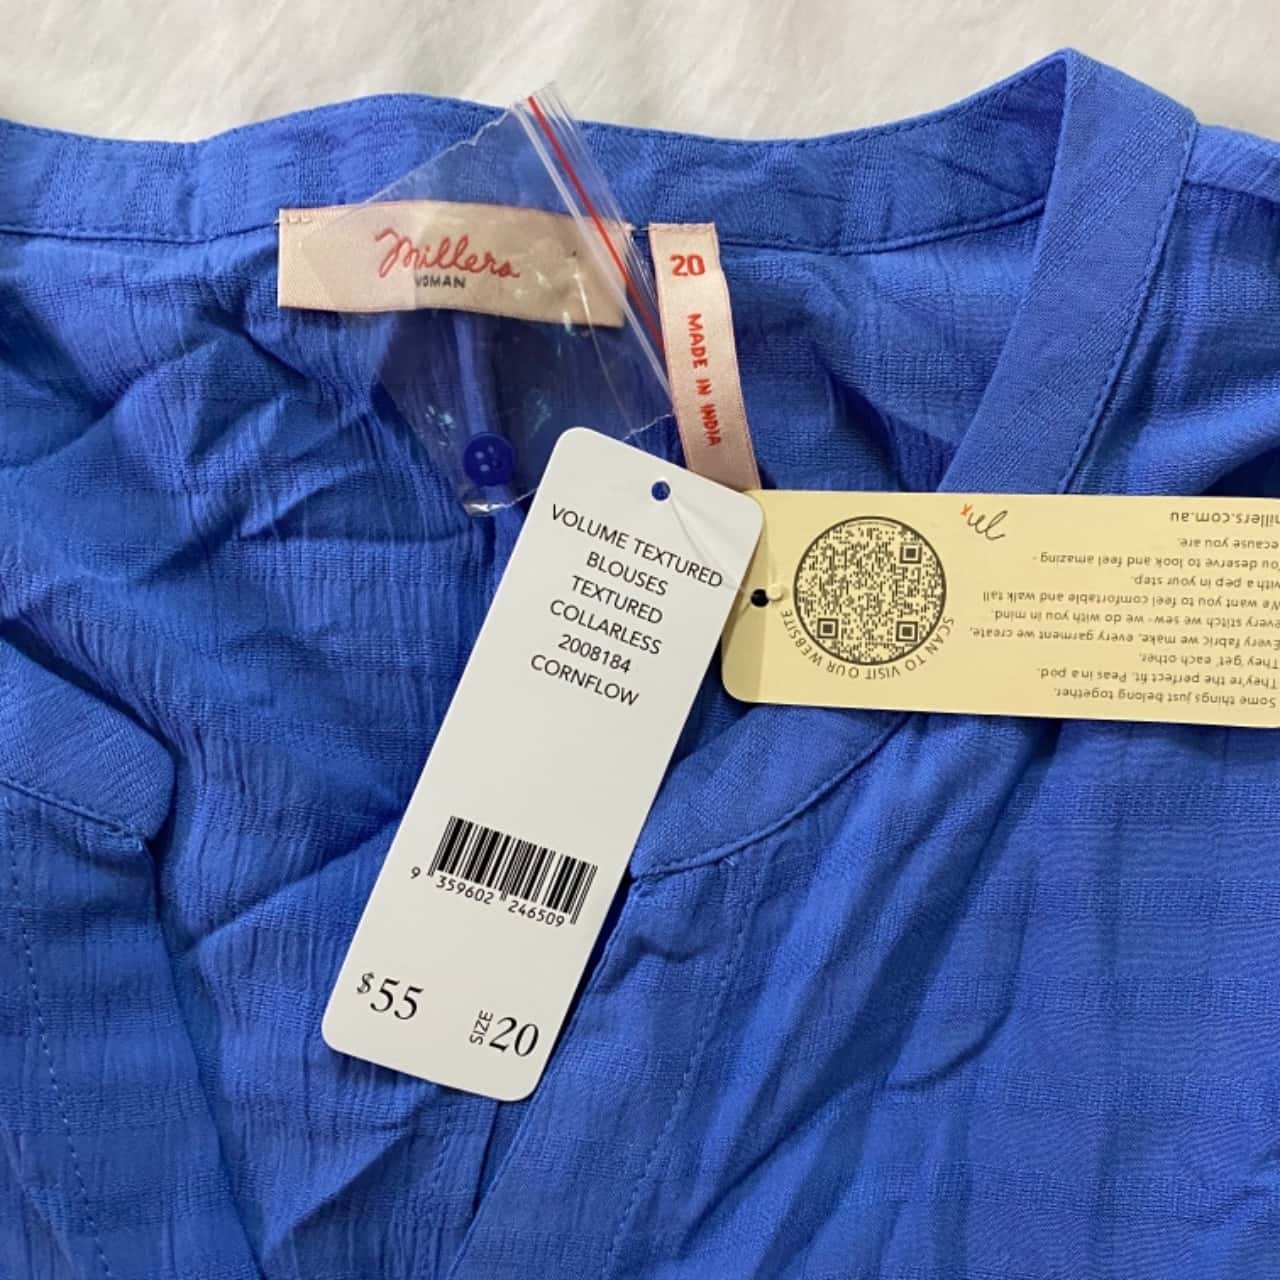 Millers
WOMAN
20
MADE IN INDIA
VOLUME TEXTURED
BLOUSES
TEXTURED
COLLARLESS
2008184
CORNFLOW
9 359602 246509
$55
SIZE 20
SCAN TO VISIT OUR WEBSITE
Some things just belong together.
They're the perfect fit. Peas in a pod.
They 'get' each other.
Every fabric we make, every garment we create,
every stitch we sew - we do with you in mind.
We want you to feel comfortable and walk tall
with a pep in your step.
You deserve to look and feel amazing -
ecause you are.
illers.com.au
m x